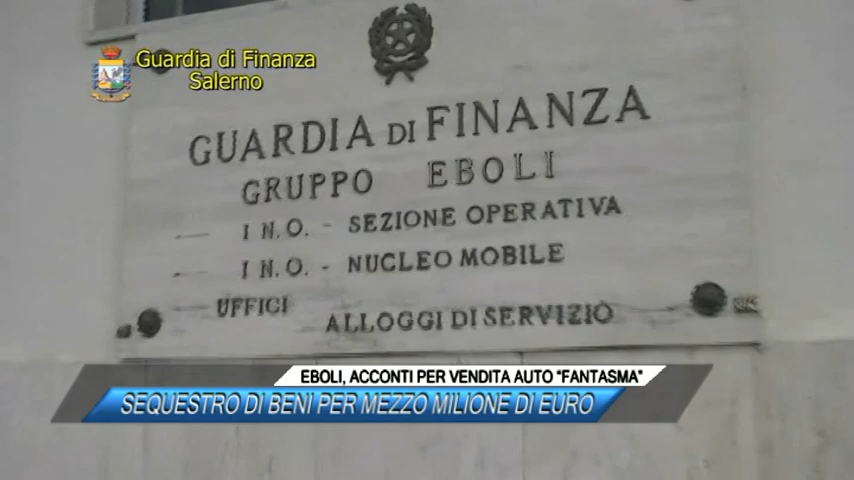 Guardia di Finanza
Salerno
GUARDIA DI FINANZA
GRUPPO EBOLI
I N.O. - SEZIONE OPERATIVA
I N.O. - NUCLEO MOBILE
UFFICI
ALLOGGI DI SERVIZIO
EBOLI, ACCONTI PER VENDITA AUTO "FANTASMA"
SEQUESTRO DI BENI PER MEZZO MILIONE DI EURO